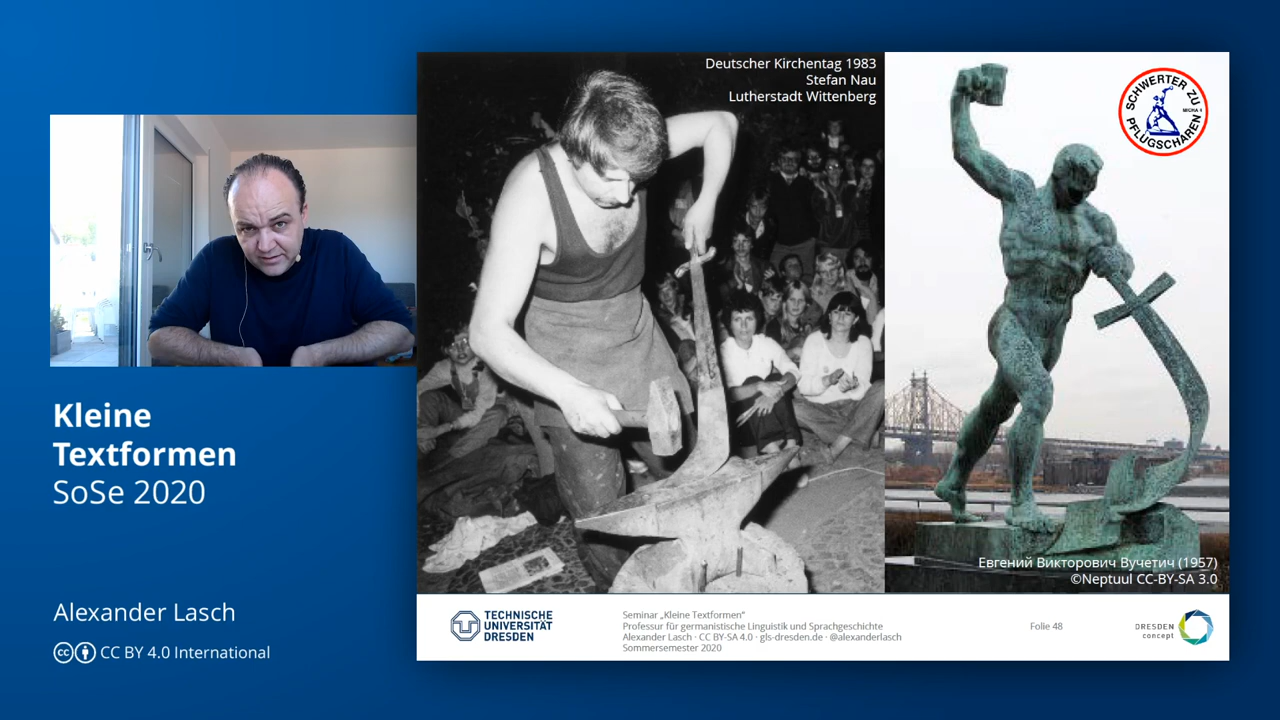 Kleine
Textformen
SoSe 2020
Alexander Lasch
CC BY 4.0 International
Deutscher Kirchentag 1983
Stefan Nau
Lutherstadt Wittenberg
SCHWERTER ZU
MICHA 4
PFLUGSCHAREN
Евгений Викторович Вучетич (1957)
©Neptuul CC-BY-SA 3.0
TECHNISCHE
UNIVERSITÄT
DRESDEN
Seminar „Kleine Textformen“
Professur für germanistische Linguistik und Sprachgeschichte
Alexander Lasch · CC BY-SA 4.0 · gls-dresden.de · @alexanderlasch
Sommersemester 2020
Folie 48
DRESDEN
concept